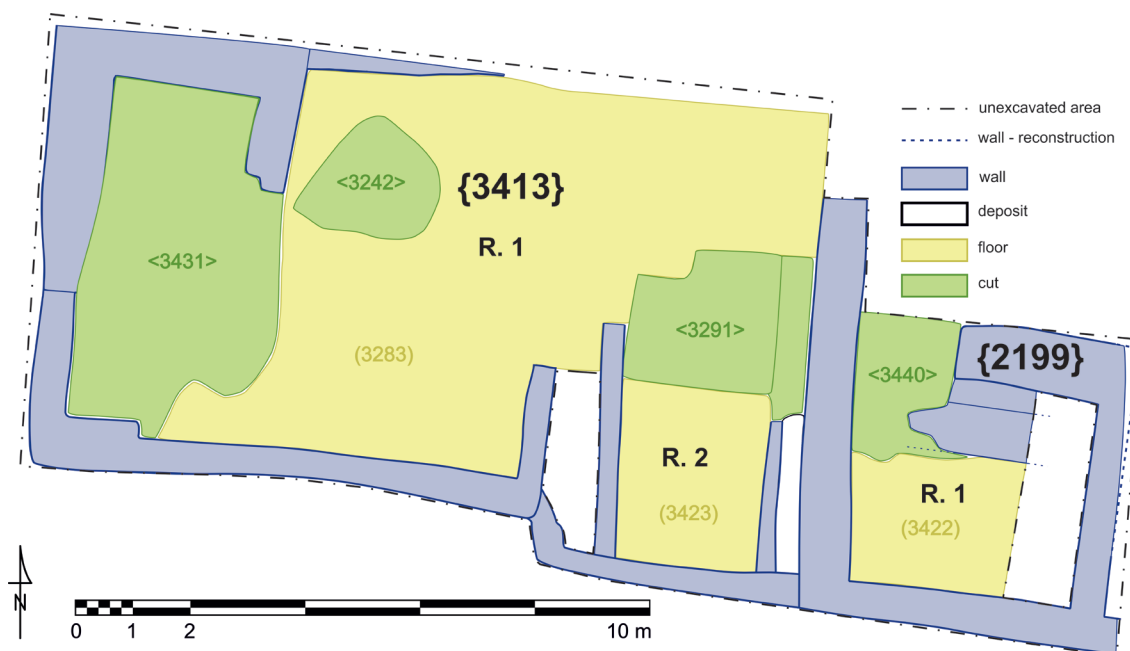 unexcavated area
wall - reconstruction
wall
deposit
floor
cut
<3242>
{3413}
R. 1
<3431>
<3291>
(3283)
{2199}
<3440>
R. 2
R. 1
(3423)
(3422)
N
0 1 2 10 m